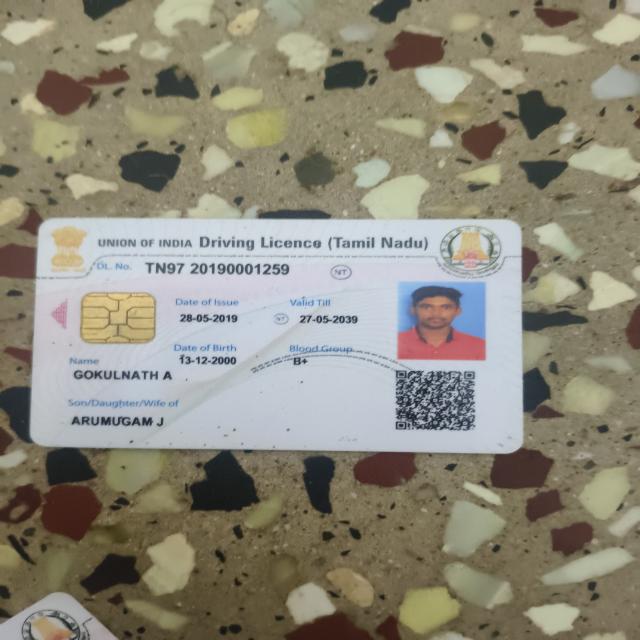 UNION OF INDIA Driving Licence (Tamil Nadu)
DL. No. TN97 20190001259 NT
Date of Issue Valid Till
28-05-2019 NT 27-05-2039
Date of Birth Blood Group
13-12-2000 B+
Name
GOKULNATH A
Son/Daughter/Wife of
ARUMUGAM J